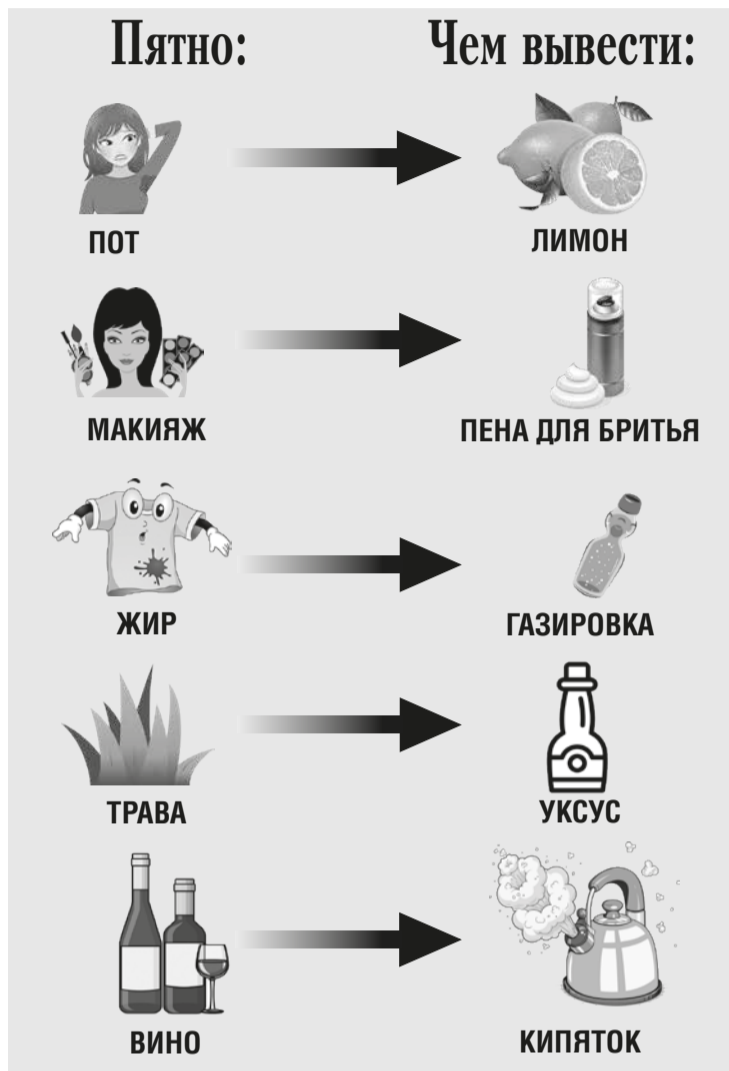 Пятно:
Чем вывести:
ПОТ
ЛИМОН
МАКИЯЖ
ПЕНА ДЛЯ БРИТЬЯ
ЖИР
ГАЗИРОВКА
ТРАВА
УКСУС
ВИНО
КИПЯТОК